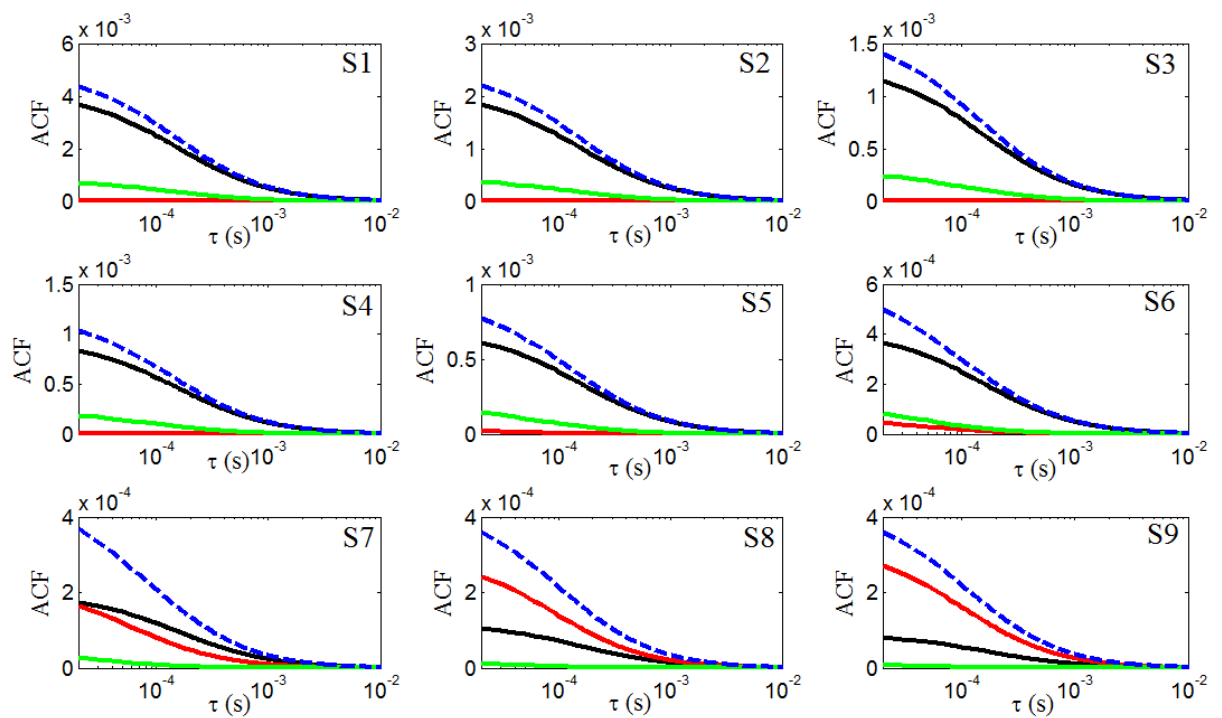 x 10⁻³
6
4
2
0
ACF
S1
10⁻⁴
10⁻³
10⁻²
τ (s)
x 10⁻³
3
2
1
0
ACF
S2
10⁻⁴
10⁻³
10⁻²
τ (s)
x 10⁻³
1.5
1
0.5
0
ACF
S3
10⁻⁴
10⁻³
10⁻²
τ (s)
x 10⁻³
1.5
1
0.5
0
ACF
S4
10⁻⁴
10⁻³
10⁻²
τ (s)
x 10⁻³
1
0.5
0
ACF
S5
10⁻⁴
10⁻³
10⁻²
τ (s)
x 10⁻⁴
6
4
2
0
ACF
S6
10⁻⁴
10⁻³
10⁻²
τ (s)
x 10⁻⁴
4
2
0
ACF
S7
10⁻⁴
10⁻³
10⁻²
τ (s)
x 10⁻⁴
4
2
0
ACF
S8
10⁻⁴
10⁻³
10⁻²
τ (s)
x 10⁻⁴
4
2
0
ACF
S9
10⁻⁴
10⁻³
10⁻²
τ (s)